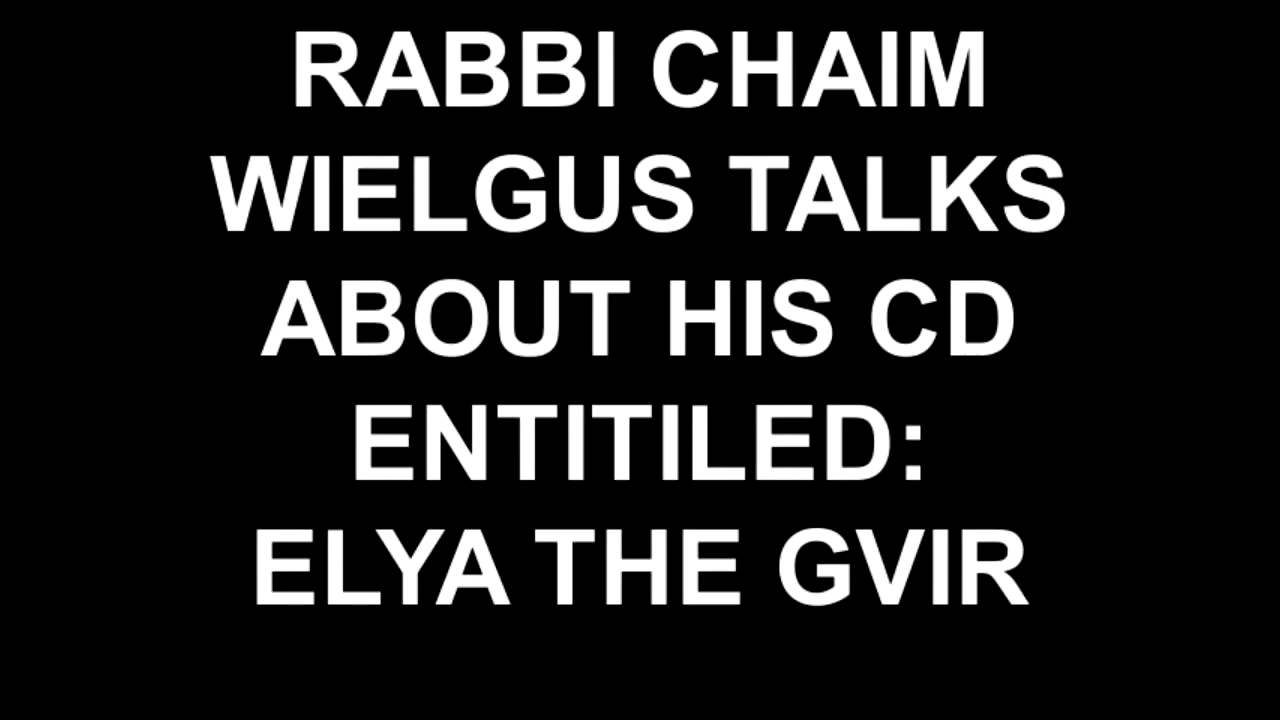 RABBI CHAIM
WIELGUS TALKS
ABOUT HIS CD
ENTITILED:
ELYA THE GVIR